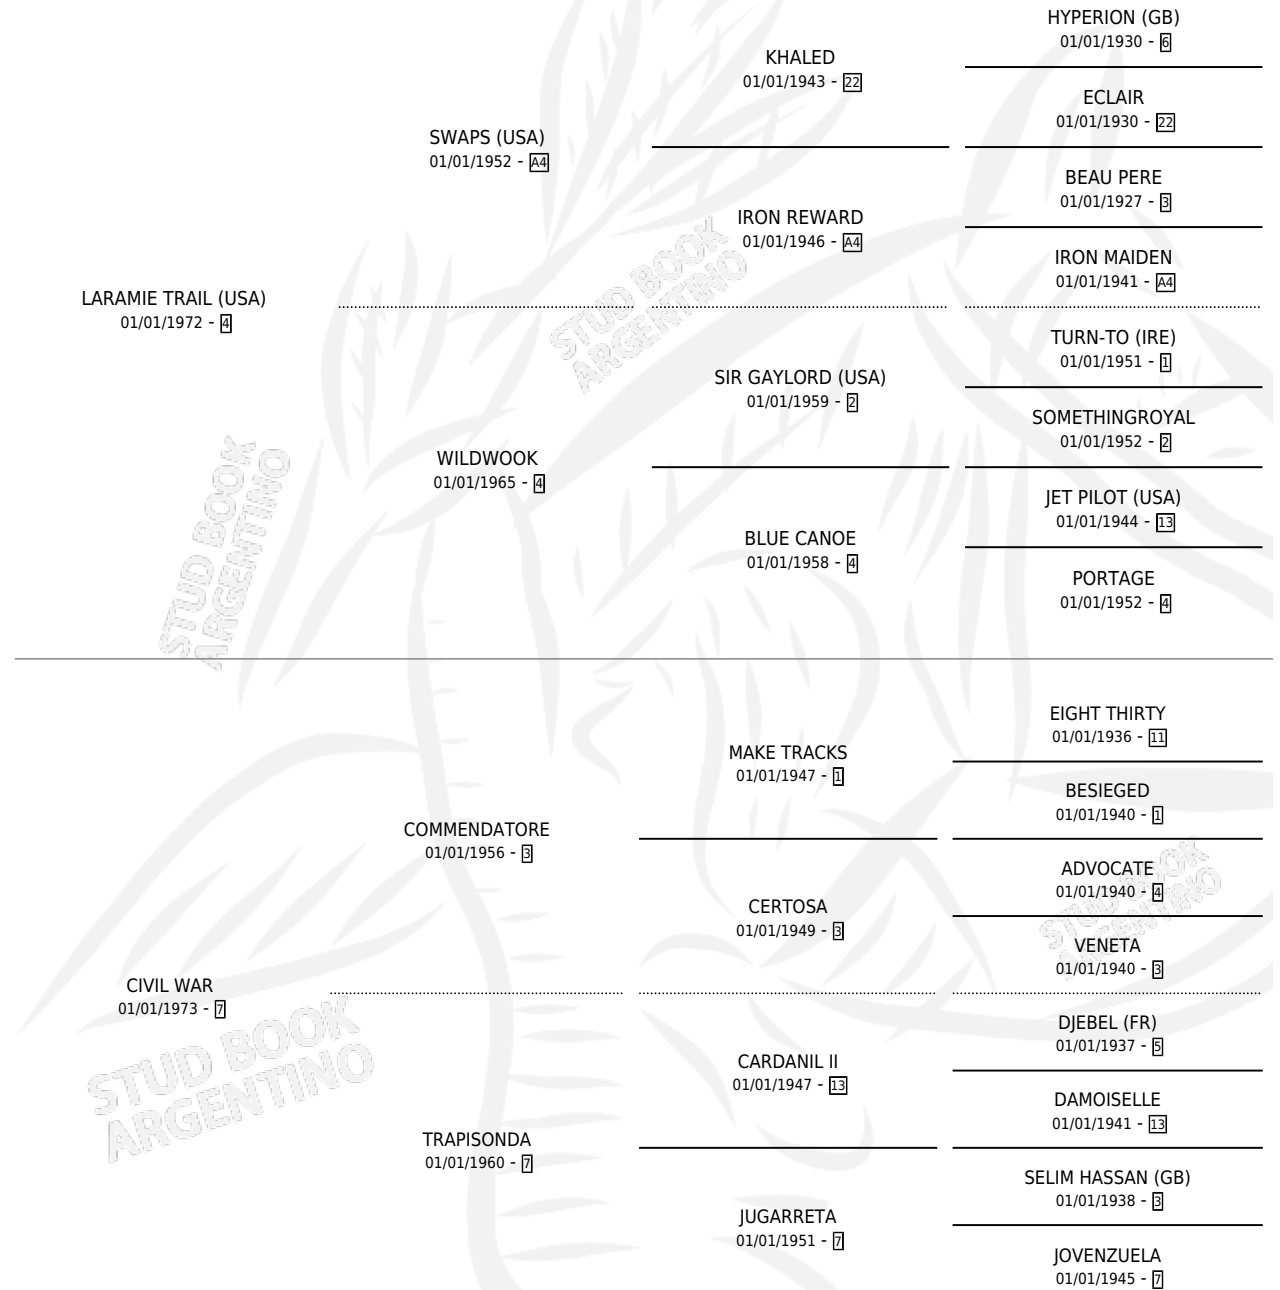 HYPERION (GB)
01/01/1930 - 6
KHALED
01/01/1943 - 22
ECLAIR
01/01/1930 - 22
SWAPS (USA)
01/01/1952 - A4
BEAU PERE
01/01/1927 - 3
IRON REWARD
01/01/1946 - A4
IRON MAIDEN
01/01/1941 - A4
LARAMIE TRAIL (USA)
01/01/1972 - 4
STUD BOOK
ARGENTINO
TURN-TO (IRE)
01/01/1951 - 1
SIR GAYLORD (USA)
01/01/1959 - 2
SOMETHINGROYAL
01/01/1952 - 2
WILDWOOK
01/01/1965 - 4
JET PILOT (USA)
01/01/1944 - 13
BLUE CANOE
01/01/1958 - 4
PORTAGE
01/01/1952 - 4
STUD BOOK
ARGENTINO
EIGHT THIRTY
01/01/1936 - 11
MAKE TRACKS
01/01/1947 - 1
BESIEGED
01/01/1940 - 1
COMMENDATORE
01/01/1956 - 3
ADVOCATE
01/01/1940 - 4
CERTOSA
01/01/1949 - 3
VENETA
01/01/1940 - 3
STUD BOOK
ARGENTINO
CIVIL WAR
01/01/1973 - 7
DJEBEL (FR)
01/01/1937 - 5
CARDANIL II
01/01/1947 - 13
DAMOISELLE
01/01/1941 - 13
STUD BOOK
ARGENTINO
TRAPISONDA
01/01/1960 - 7
SELIM HASSAN (GB)
01/01/1938 - 3
JUGARRETA
01/01/1951 - 7
JOVENZUELA
01/01/1945 - 7